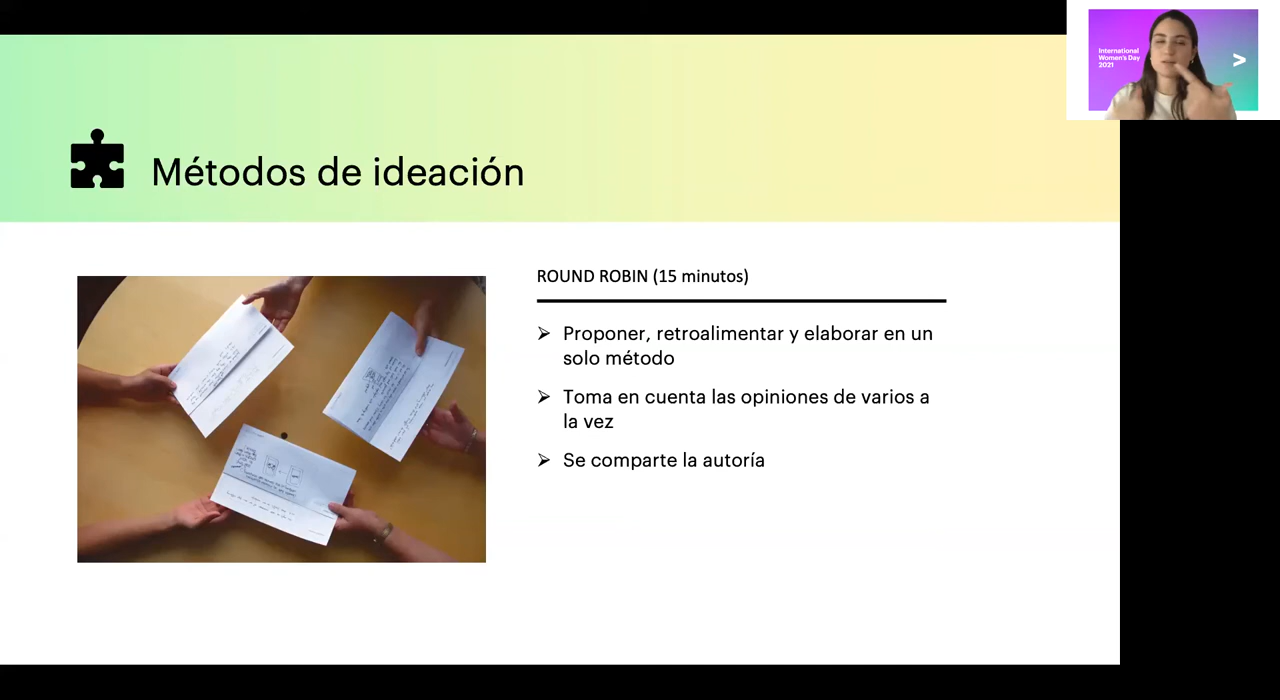 International
Women's Day
2021
>
Métodos de ideación
ROUND ROBIN (15 minutos)
Proponer, retroalimentar y elaborar en un
solo método
Toma en cuenta las opiniones de varios a
la vez
Se comparte la autoría